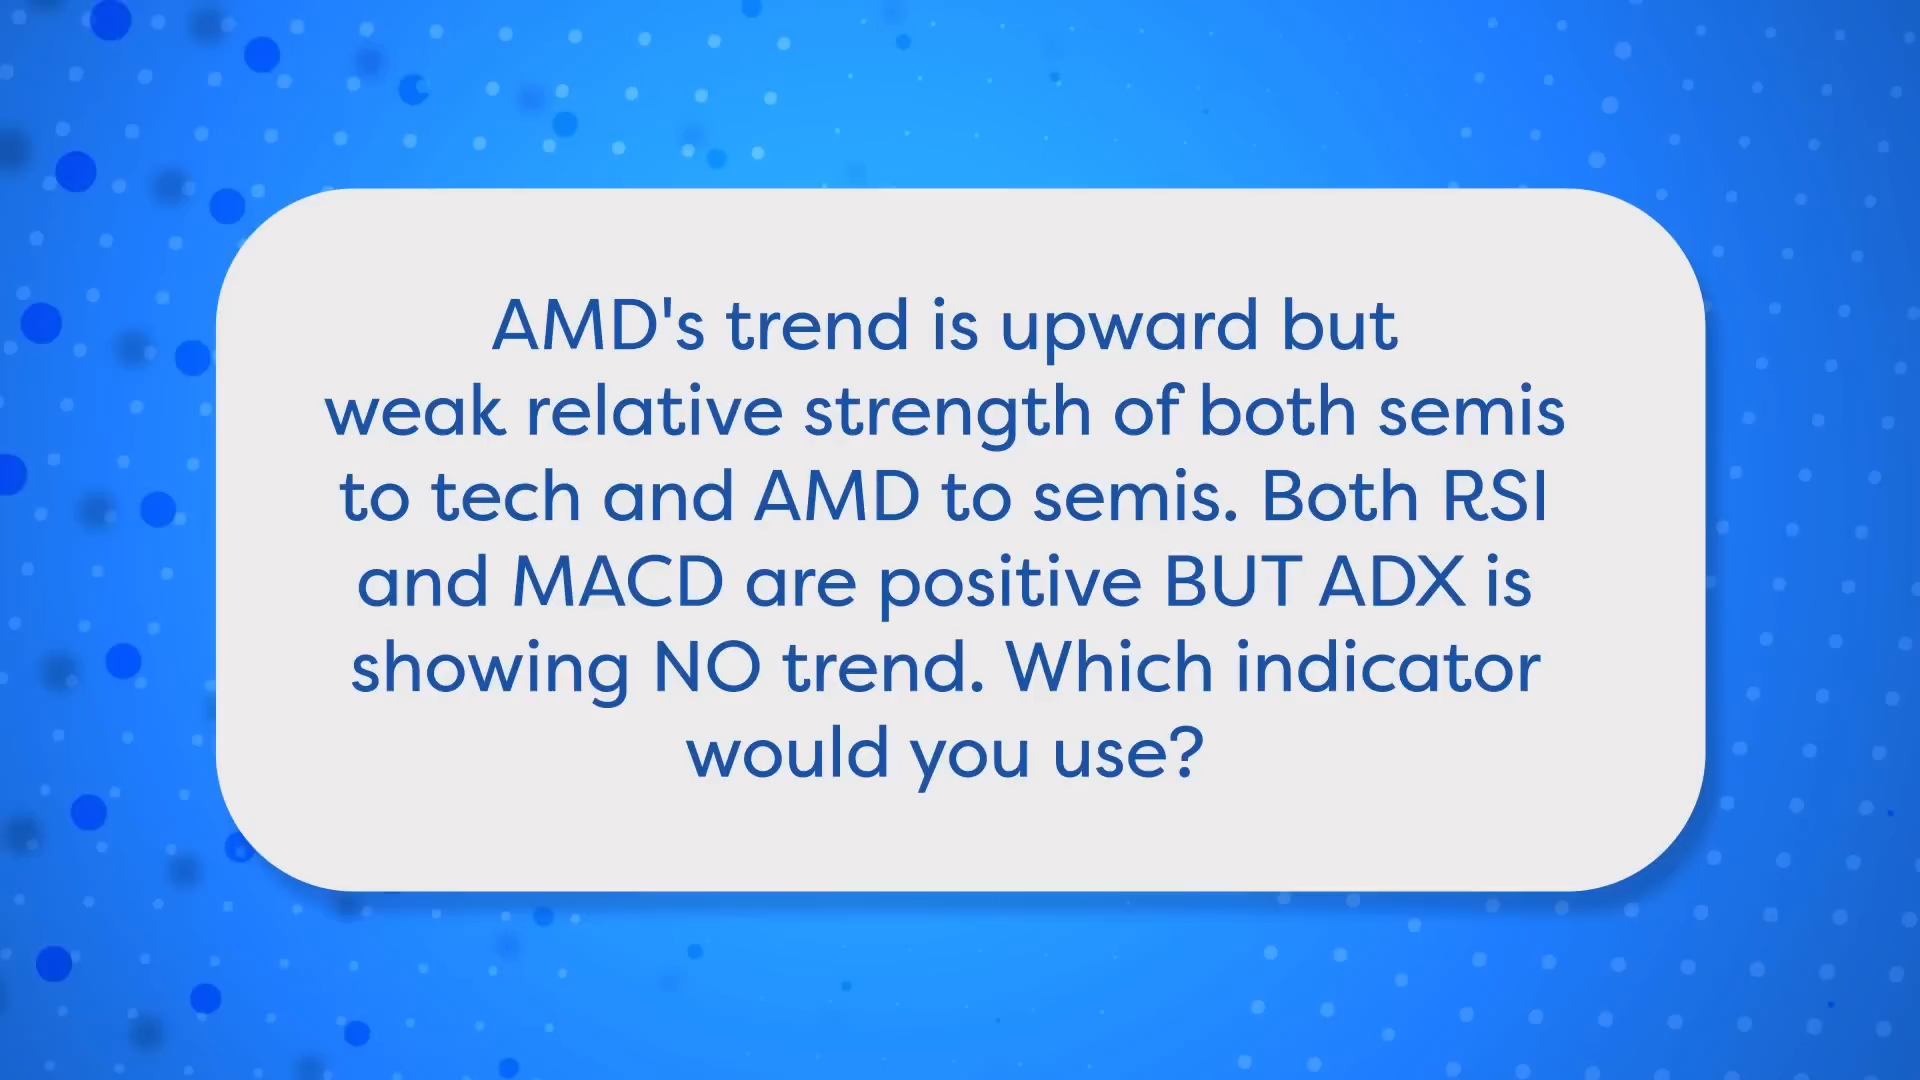 AMD's trend is upward but
weak relative strength of both semis
to tech and AMD to semis. Both RSI
and MACD are positive BUT ADX is
showing NO trend. Which indicator
would you use?